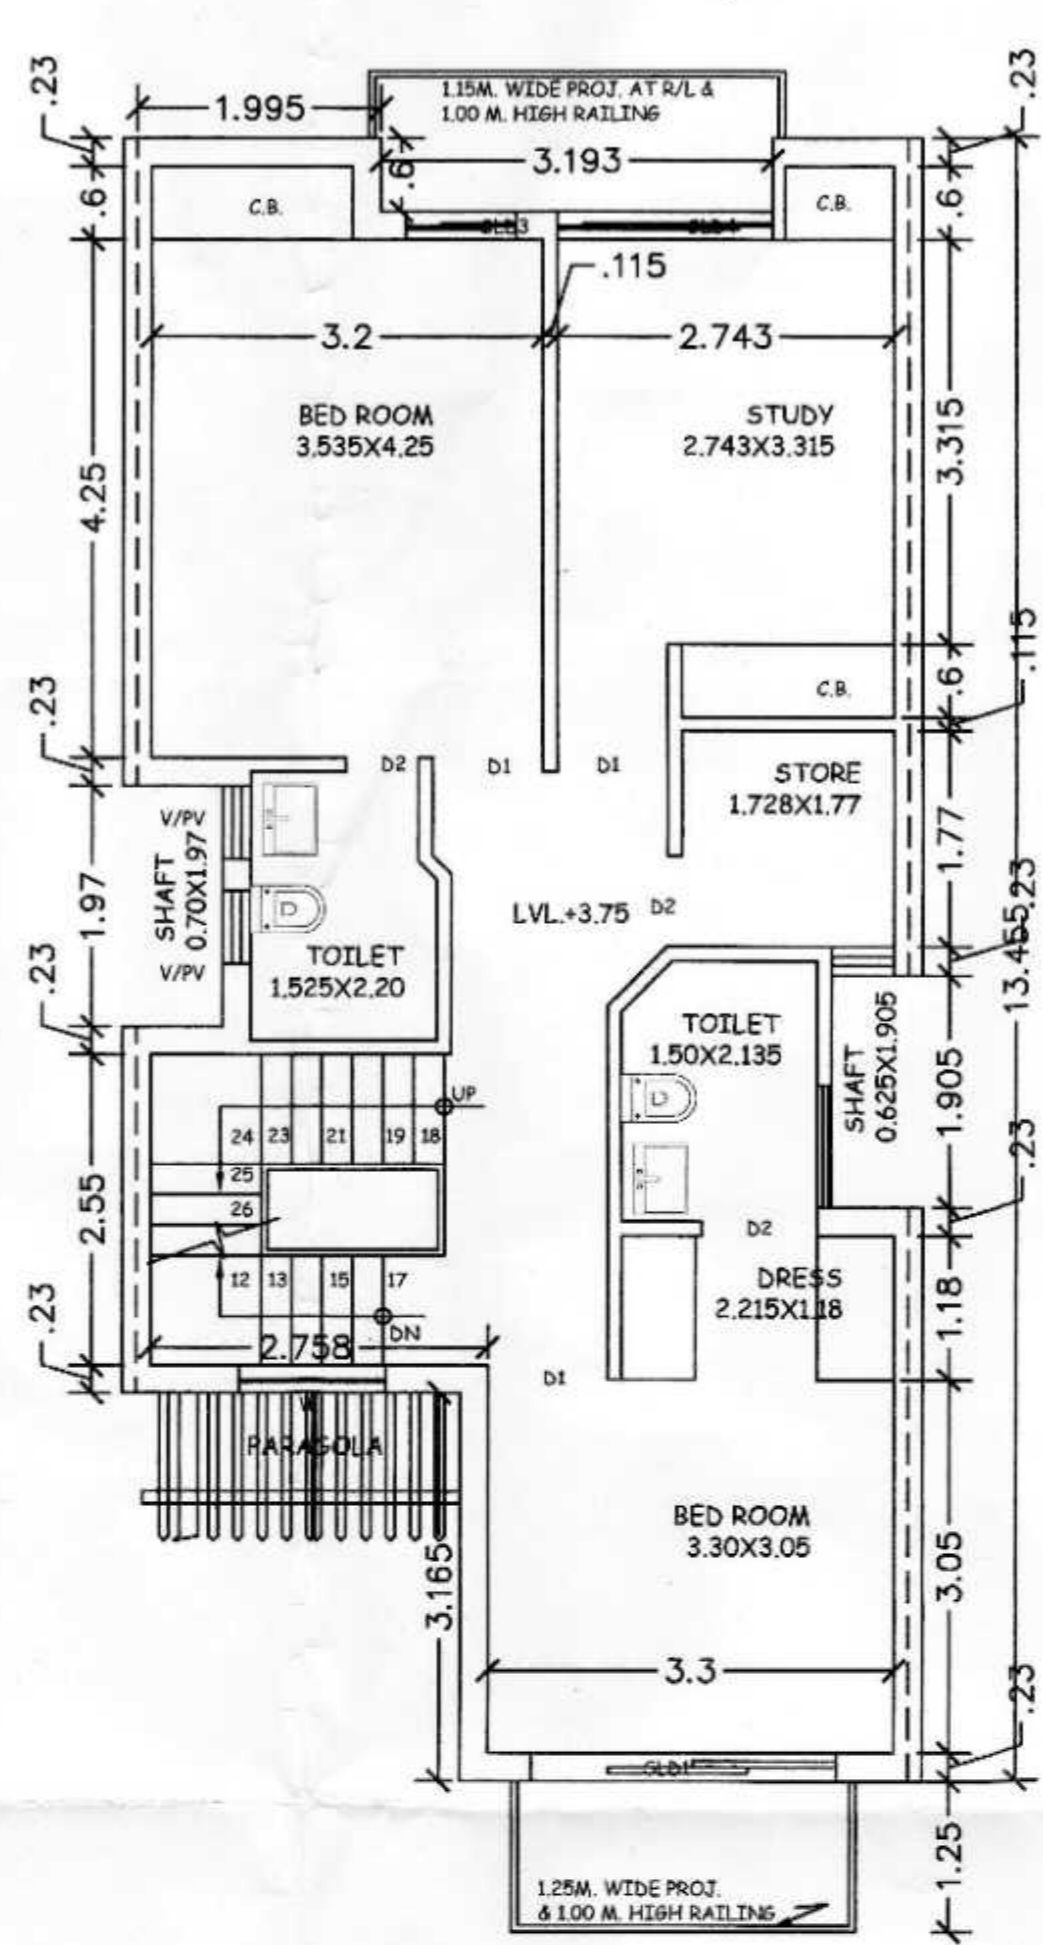 .23
1.995
1.15M. WIDE PROJ. AT R/L &
1.00 M. HIGH RAILING
.23
.6
3.193
.6
C.B.
C.B.
.6
.115
3.2
2.743
BED ROOM
3.535X4.25
STUDY
2.743X3.315
4.25
3.315
.6
.115
C.B.
.23
D2
D1
D1
STORE
1.728X1.77
1.77
V/PV
SHAFT
0.70X1.97
V/PV
1.97
LVL.+3.75
D2
.23
13.455
.23
TOILET
1.525X2.20
TOILET
1.50X2.135
SHAFT
0.625X1.905
1.905
UP
24
23
21
19
18
25
26
2.55
.23
D2
12
13
15
17
DRESS
2.215X1.18
1.18
.23
DN
2.758
D1
W
PARAGOLA
BED ROOM
3.30X3.05
3.05
3.165
3.3
.23
GLD1
1.25
1.25M. WIDE PROJ.
& 1.00 M. HIGH RAILING